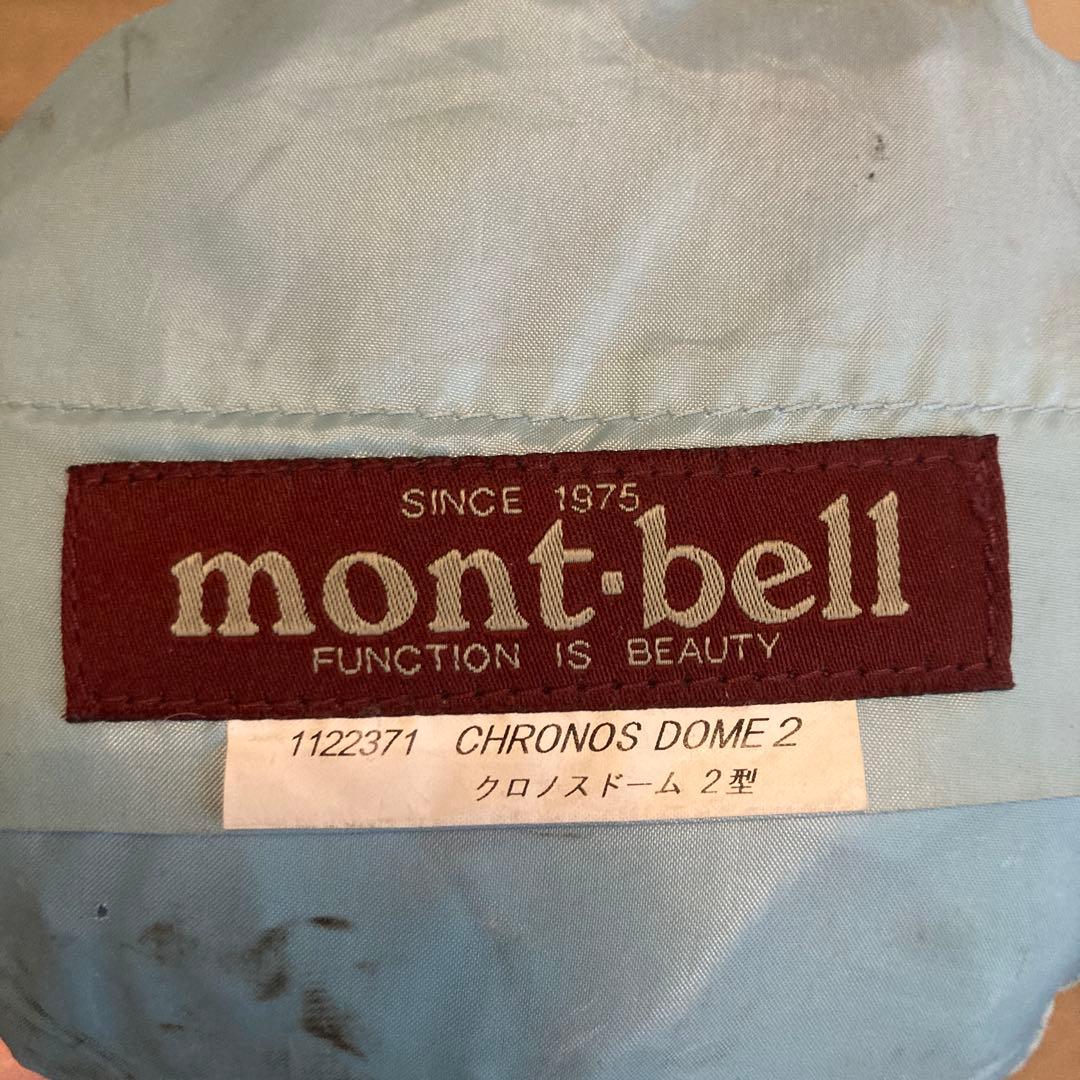 SINCE 1975
mont·bell
FUNCTION IS BEAUTY
1122371 CHRONOS DOME 2
クロノスドーム 2型